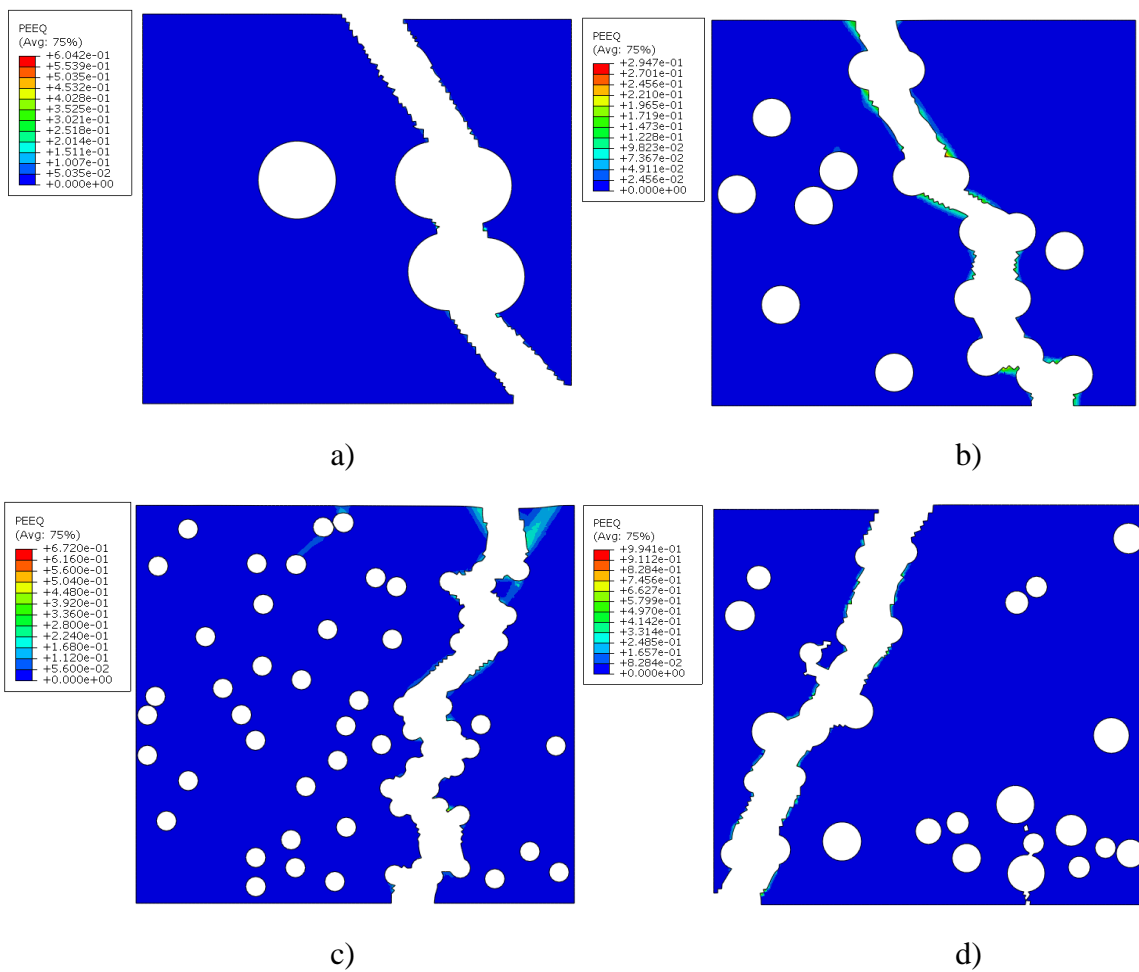 PEEQ
(Avg: 75%)
+6.042e-01
+5.539e-01
+5.035e-01
+4.532e-01
+4.028e-01
+3.525e-01
+3.021e-01
+2.518e-01
+2.014e-01
+1.511e-01
+1.007e-01
+5.035e-02
+0.000e+00
PEEQ
(Avg: 75%)
+2.947e-01
+2.701e-01
+2.456e-01
+2.210e-01
+1.965e-01
+1.719e-01
+1.473e-01
+1.228e-01
+9.823e-02
+7.367e-02
+4.911e-02
+2.456e-02
+0.000e+00
a)
b)
PEEQ
(Avg: 75%)
+6.720e-01
+6.160e-01
+5.600e-01
+5.040e-01
+4.480e-01
+3.920e-01
+3.360e-01
+2.800e-01
+2.240e-01
+1.680e-01
+1.120e-01
+5.600e-02
+0.000e+00
PEEQ
(Avg: 75%)
+9.941e-01
+9.112e-01
+8.284e-01
+7.456e-01
+6.627e-01
+5.799e-01
+4.970e-01
+4.142e-01
+3.314e-01
+2.485e-01
+1.657e-01
+8.284e-02
+0.000e+00
c)
d)